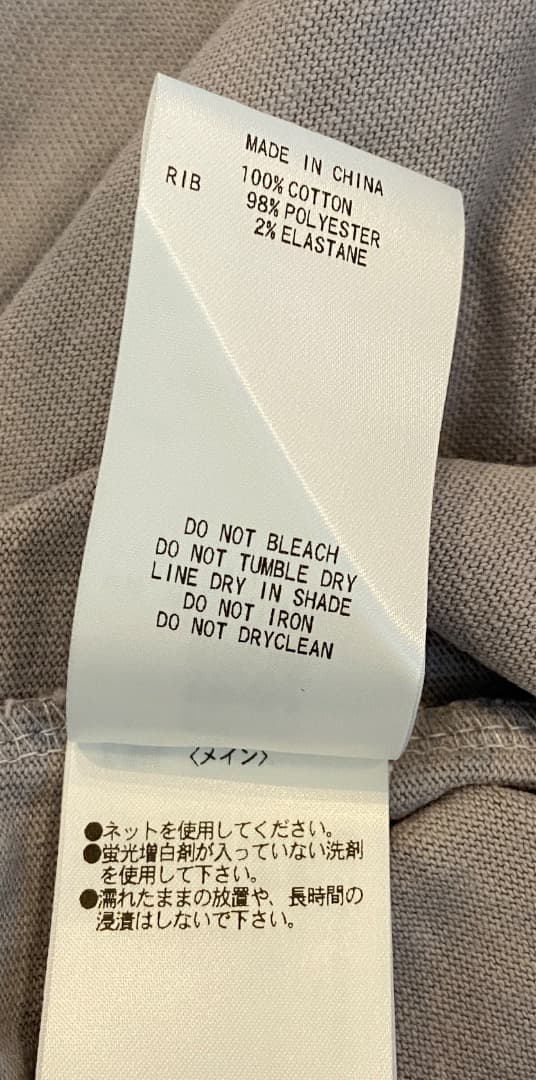 MADE IN CHINA
100% COTTON
RIB 98% POLYESTER
2% ELASTANE
DO NOT BLEACH
DO NOT TUMBLE DRY
LINE DRY IN SHADE
DO NOT IRON
DO NOT DRYCLEAN
〈メイン〉
●ネットを使用してください。
●蛍光増白剤が入っていない洗剤
を使用して下さい。
●濡れたままの放置や、長時間の
浸漬はしないで下さい。